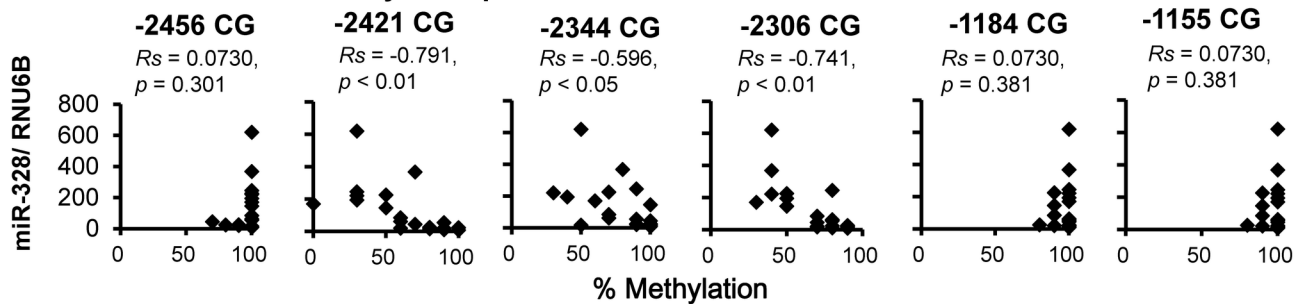 -2456 CG
Rs = 0.0730,
p = 0.301
-2421 CG
Rs = -0.791,
p < 0.01
-2344 CG
Rs = -0.596,
p < 0.05
-2306 CG
Rs = -0.741,
p < 0.01
-1184 CG
Rs = 0.0730,
p = 0.381
-1155 CG
Rs = 0.0730,
p = 0.381
miR-328/ RNU6B
800
600
400
200
0
0 50 100
0 50 100
0 50 100
0 50 100
0 50 100
0 50 100
% Methylation